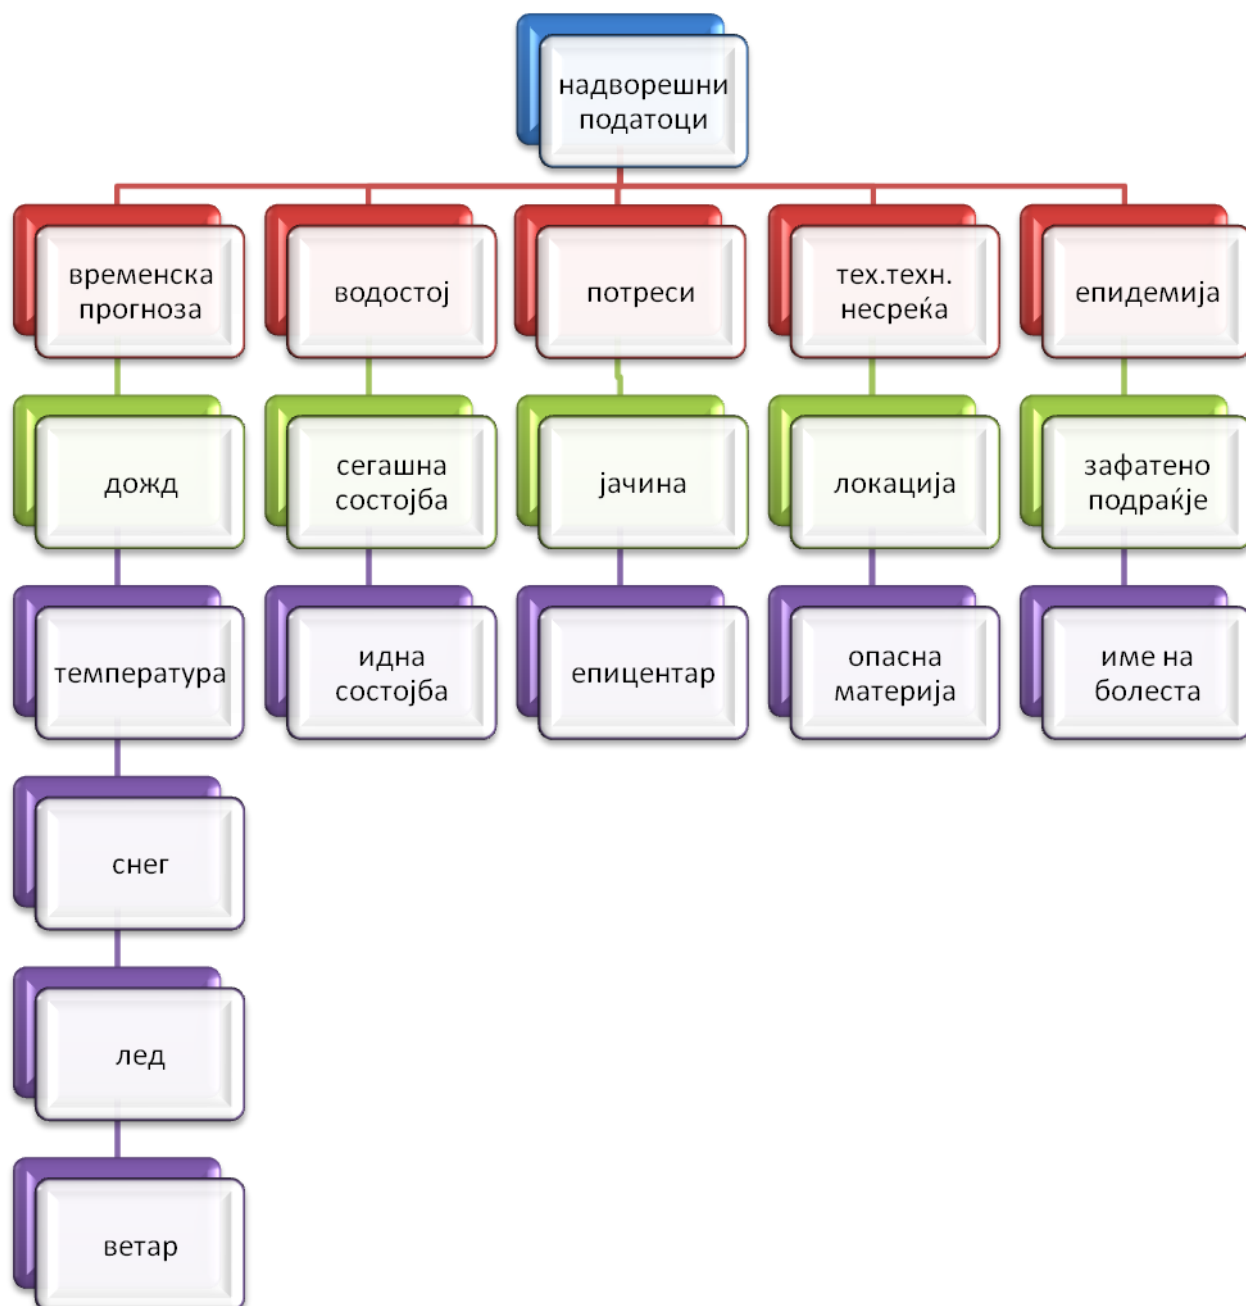 надворешни
податоци
временска
прогноза
водостој
потреси
тех.техн.
несреќа
епидемија
дожд
сегашна
состојба
јачина
локација
зафатено
подраќје
температура
идна
состојба
епицентар
опасна
материја
име на
болеста
снег
лед
ветар